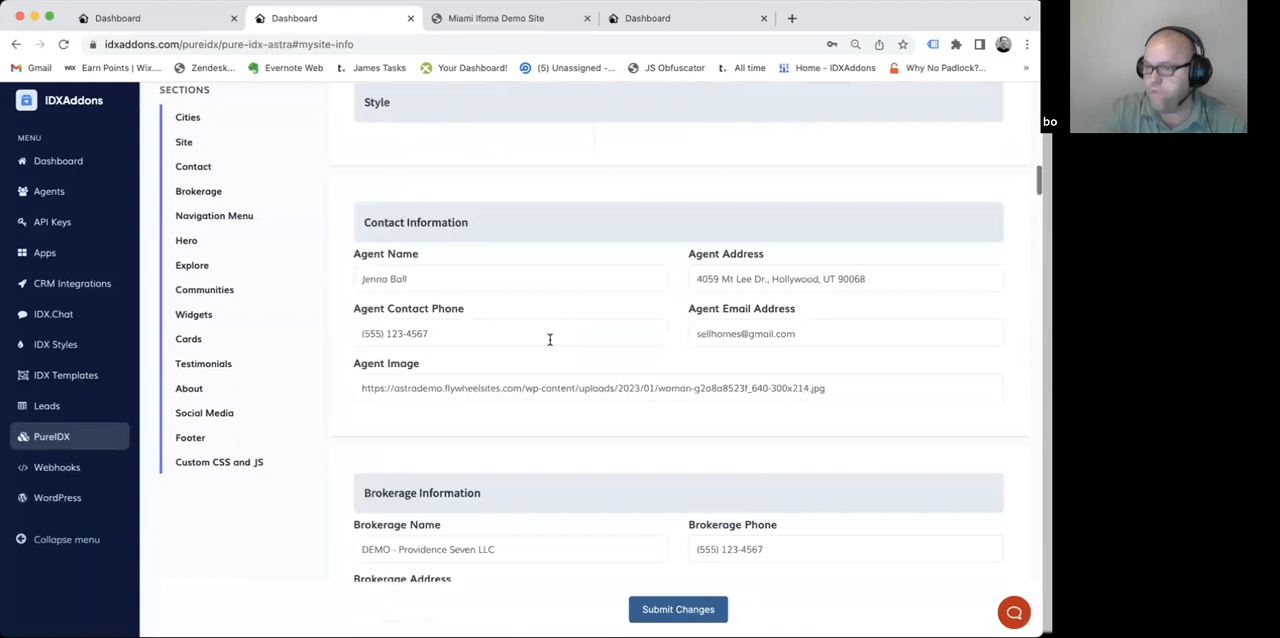 Dashboard
Dashboard
Miami Ifoma Demo Site
Dashboard
idxaddons.com/pureidx/pure-idx-astra#mysite-info
Gmail
WIX Earn Points | Wix....
Zendesk...
Evernote Web
t. James Tasks
Your Dashboard!
(5) Unassigned -...
JS Obfuscator
t. All time
Home - IDXAddons
Why No Padlock?...
»
bo
IDXAddons
MENU
Dashboard
Agents
API Keys
Apps
CRM Integrations
IDX.Chat
IDX Styles
IDX Templates
Leads
PureIDX
Webhooks
WordPress
Collapse menu
SECTIONS
Cities
Site
Contact
Brokerage
Navigation Menu
Hero
Explore
Communities
Widgets
Cards
Testimonials
About
Social Media
Footer
Custom CSS and JS
Style
Contact Information
Agent Name
Agent Address
Jenna Ball
4059 Mt Lee Dr., Hollywood, UT 90068
Agent Contact Phone
Agent Email Address
(555) 123-4567
sellhomes@gmail.com
Agent Image
https://astrademo.flywheelsites.com/wp-content/uploads/2023/01/woman-g2a8a8523f_640-300x214.jpg
Brokerage Information
Brokerage Name
Brokerage Phone
DEMO - Providence Seven LLC
(555) 123-4567
Brokerage Address
Submit Changes